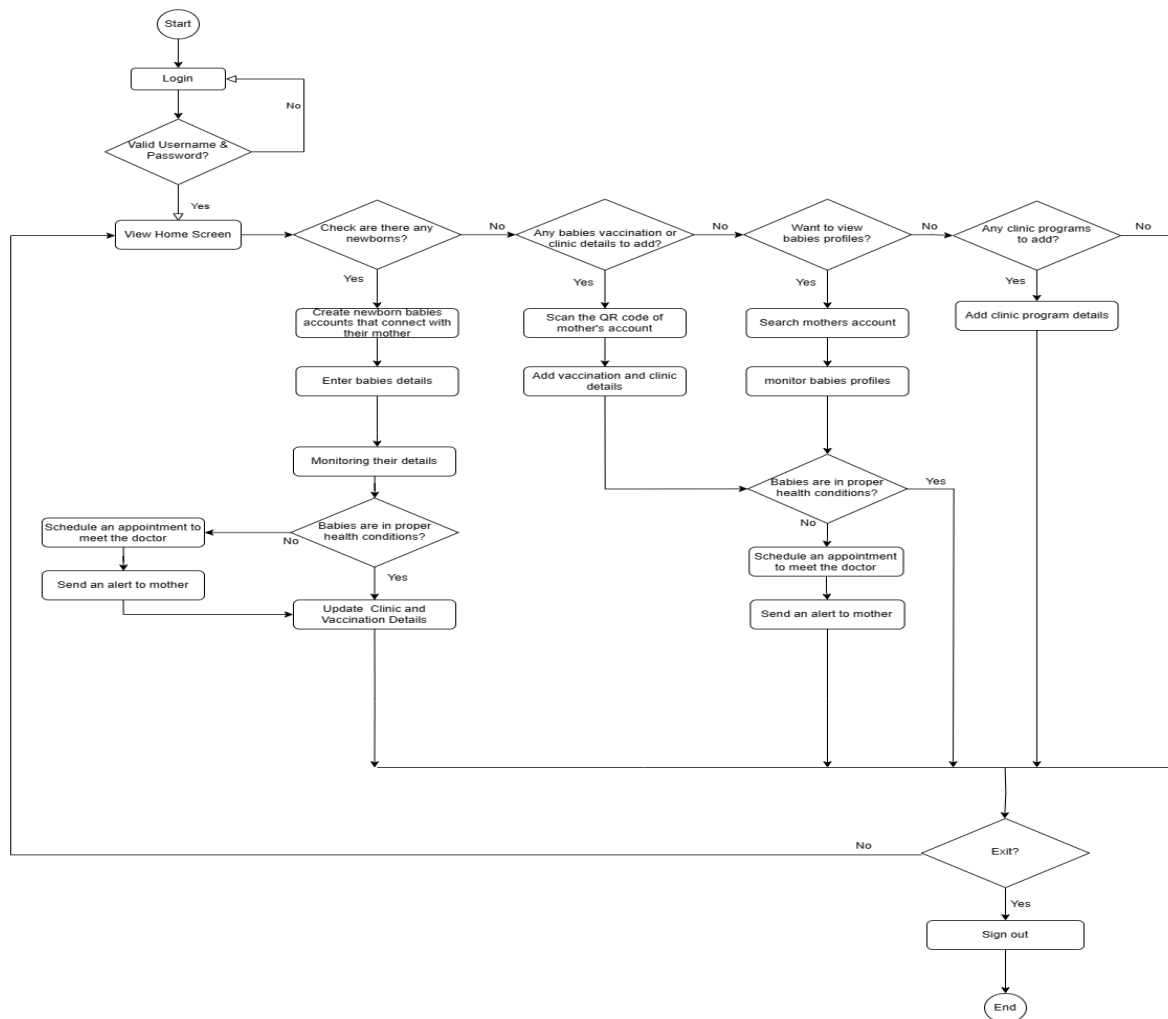 Start
Login
No
Valid Username &
Password?
Yes
View Home Screen
Check are there any
newborns?
No
Any babies vaccination or
clinic details to add?
No
Want to view
babies profiles?
No
Any clinic programs
to add?
No
Yes
Yes
Yes
Yes
Create newborn babies
accounts that connect with
their mother
Scan the QR code of
mother's account
Search mothers account
Add clinic program details
Enter babies details
Add vaccination and clinic
details
monitor babies profiles
Monitoring their details
Babies are in proper
health conditions?
Yes
No
Schedule an appointment to
meet the doctor
No
Babies are in proper
health conditions?
Yes
Schedule an appointment
to meet the doctor
Send an alert to mother
Update  Clinic and
Vaccination Details
Send an alert to mother
No
Exit?
Yes
Sign out
End